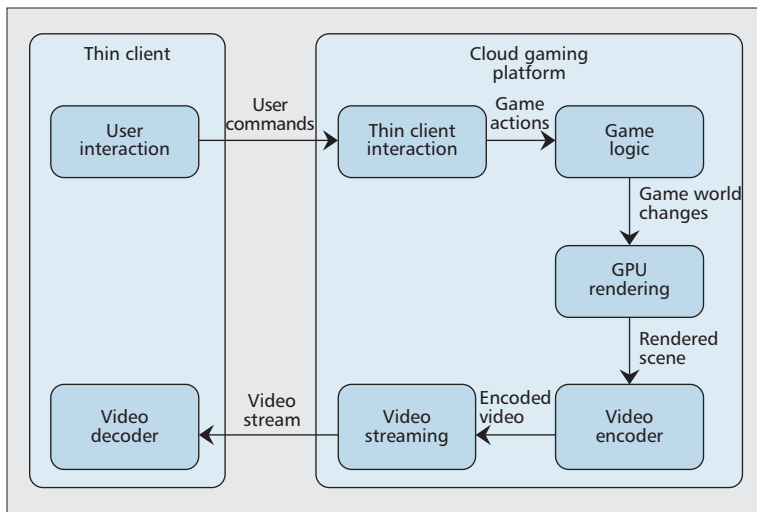 Thin client
Cloud gaming
platform
User
interaction
User
commands
Thin client
interaction
Game
actions
Game
logic
Game world
changes
GPU
rendering
Rendered
scene
Video
decoder
Video
stream
Video
streaming
Encoded
video
Video
encoder